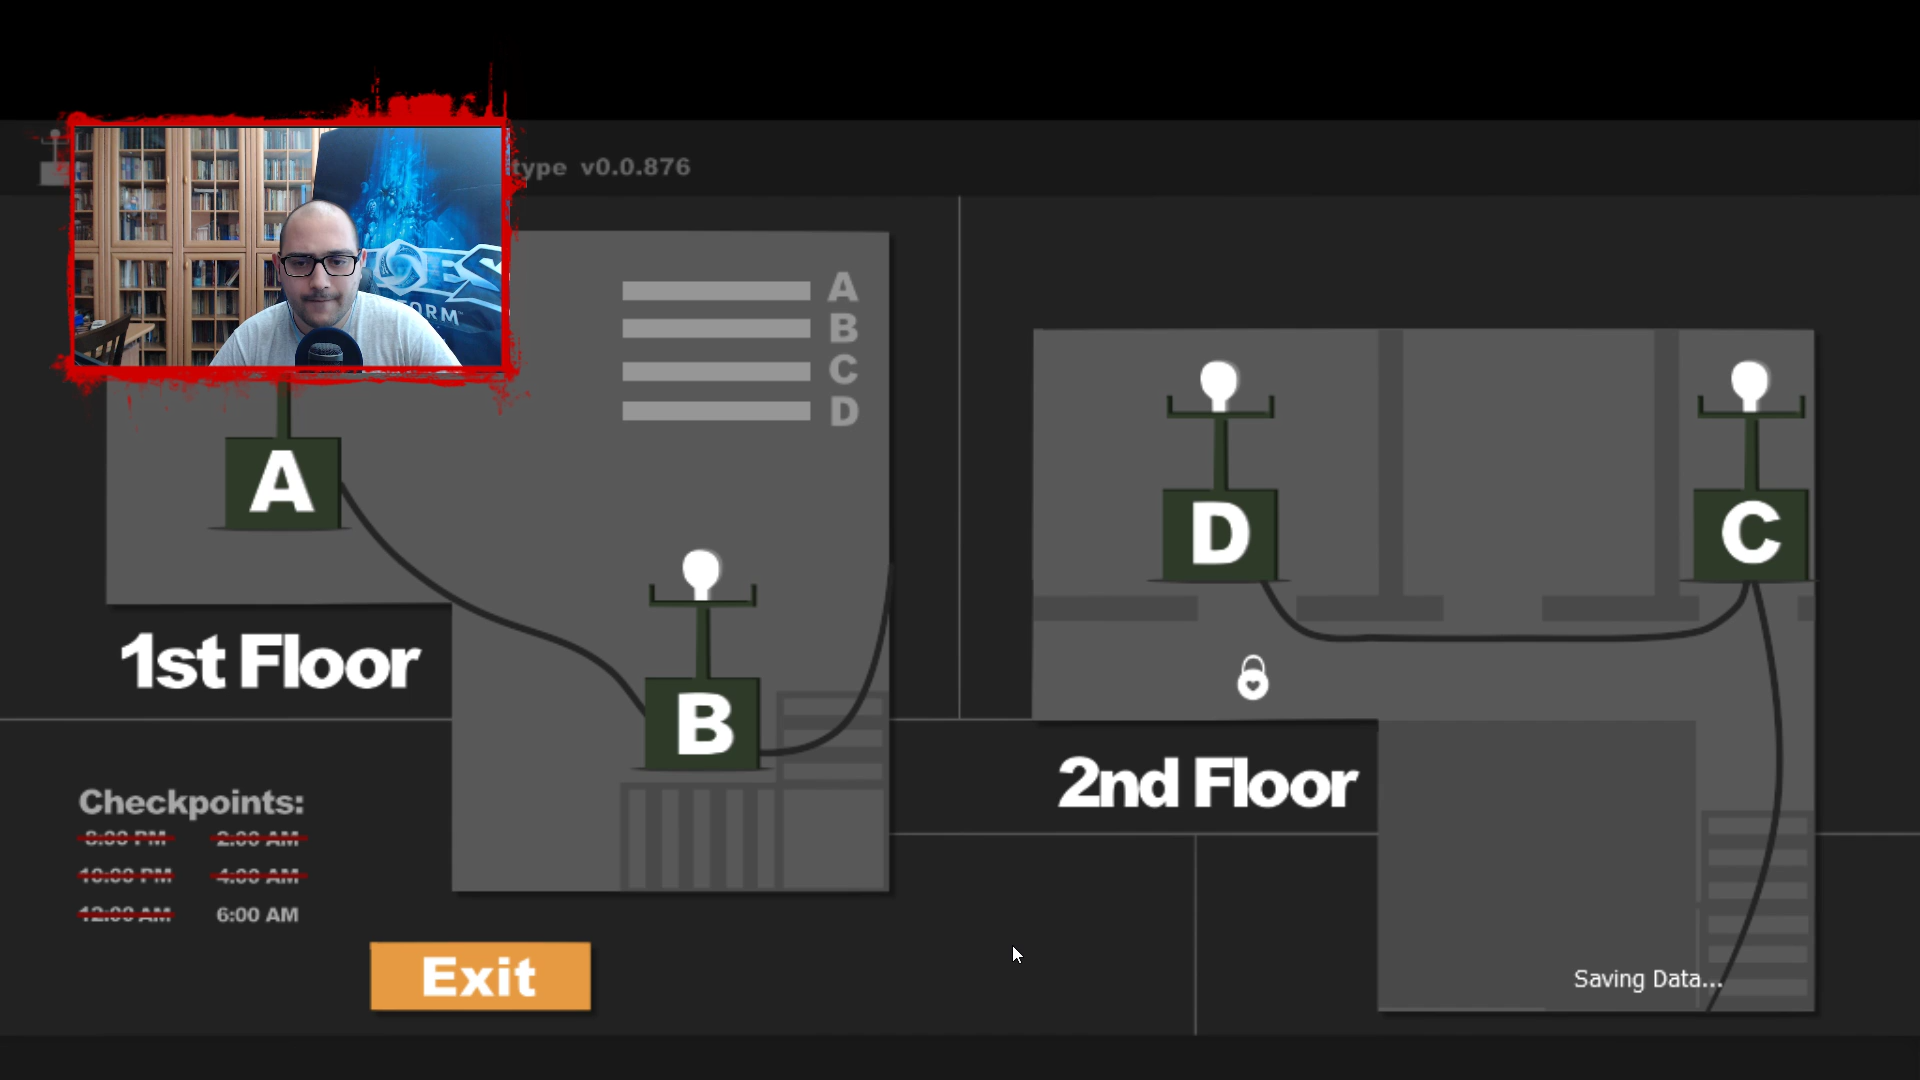 type v0.0.876
A
B
C
D
A
B
1st Floor
D
C
2nd Floor
Checkpoints:
8:00 PM 2:00 AM
10:00 PM 4:00 AM
12:00 AM 6:00 AM
Exit
Saving Data...